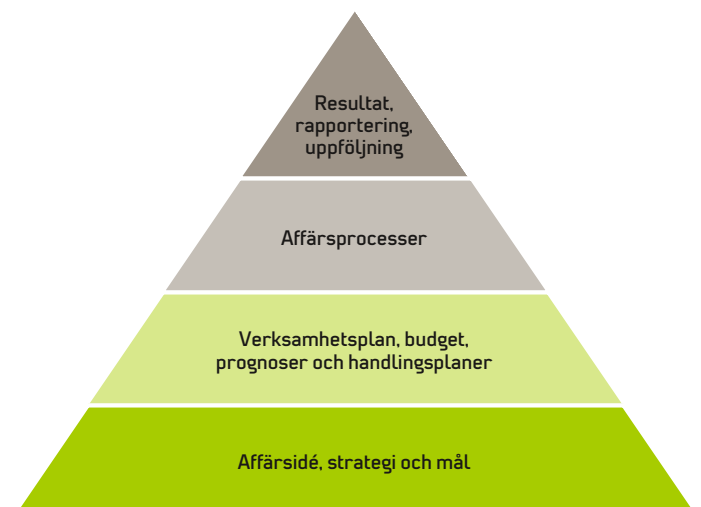 Resultat,
rapportering,
uppföljning
Affärsprocesser
Verksamhetsplan, budget,
prognoser och handlingsplaner
Affärsidé, strategi och mål